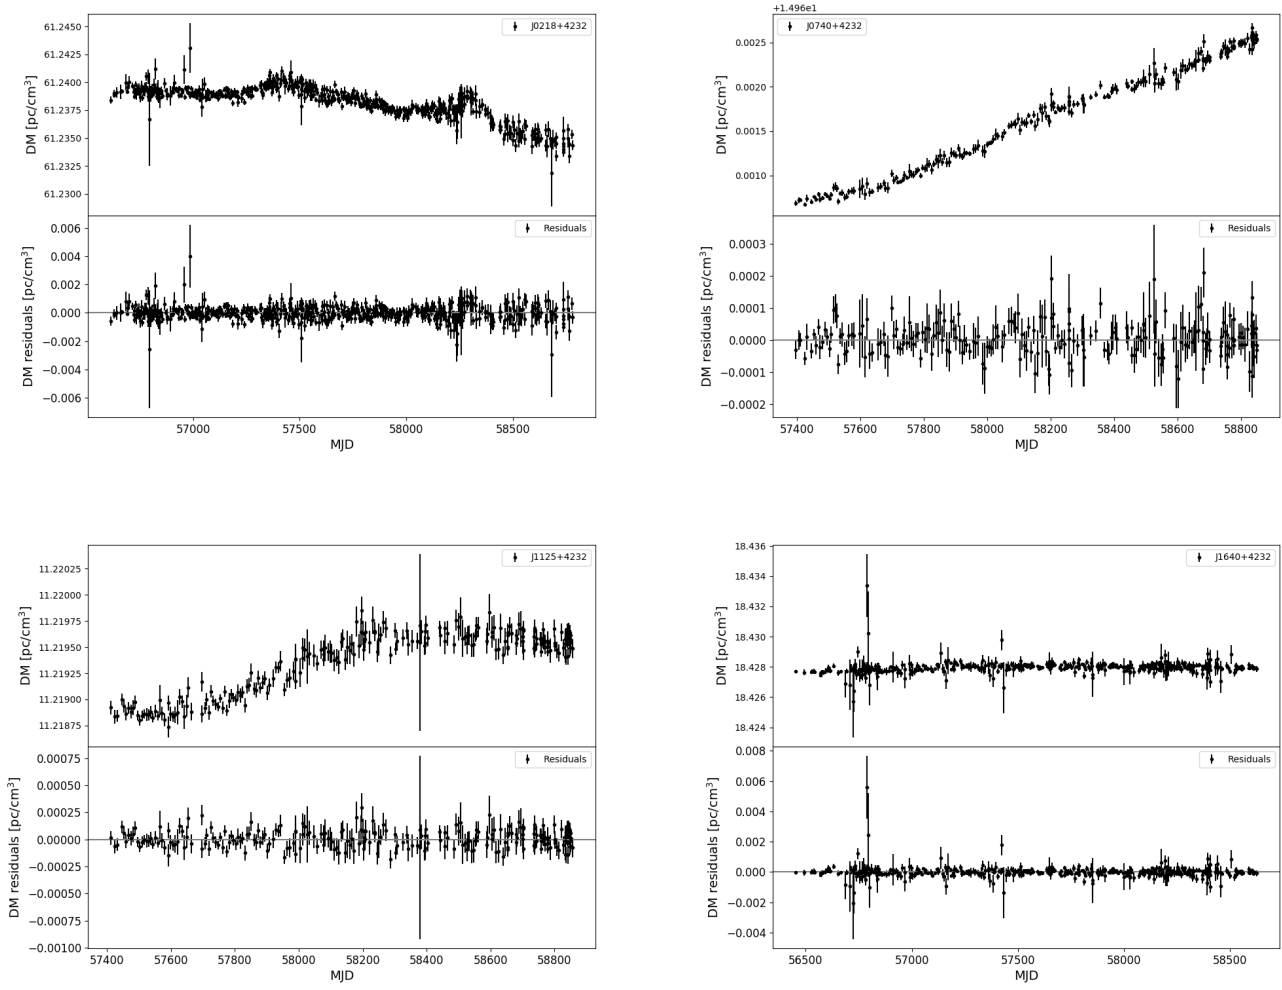 61.2450
61.2425
61.2400
61.2375
61.2350
61.2325
61.2300
DM [pc/cm³]
J0218+4232
0.006
0.004
0.002
0.000
−0.002
−0.004
−0.006
DM residuals [pc/cm³]
Residuals
57000 57500 58000 58500
MJD
+1.496e1
0.0025
0.0020
0.0015
0.0010
DM [pc/cm³]
J0740+4232
0.0003
0.0002
0.0001
0.0000
−0.0001
−0.0002
DM residuals [pc/cm³]
Residuals
57400 57600 57800 58000 58200 58400 58600 58800
MJD
11.22025
11.22000
11.21975
11.21950
11.21925
11.21900
11.21875
DM [pc/cm³]
J1125+4232
0.00075
0.00050
0.00025
0.00000
−0.00025
−0.00050
−0.00075
−0.00100
DM residuals [pc/cm³]
Residuals
57400 57600 57800 58000 58200 58400 58600 58800
MJD
18.436
18.434
18.432
18.430
18.428
18.426
18.424
DM [pc/cm³]
J1640+4232
0.008
0.006
0.004
0.002
0.000
−0.002
−0.004
DM residuals [pc/cm³]
Residuals
56500 57000 57500 58000 58500
MJD